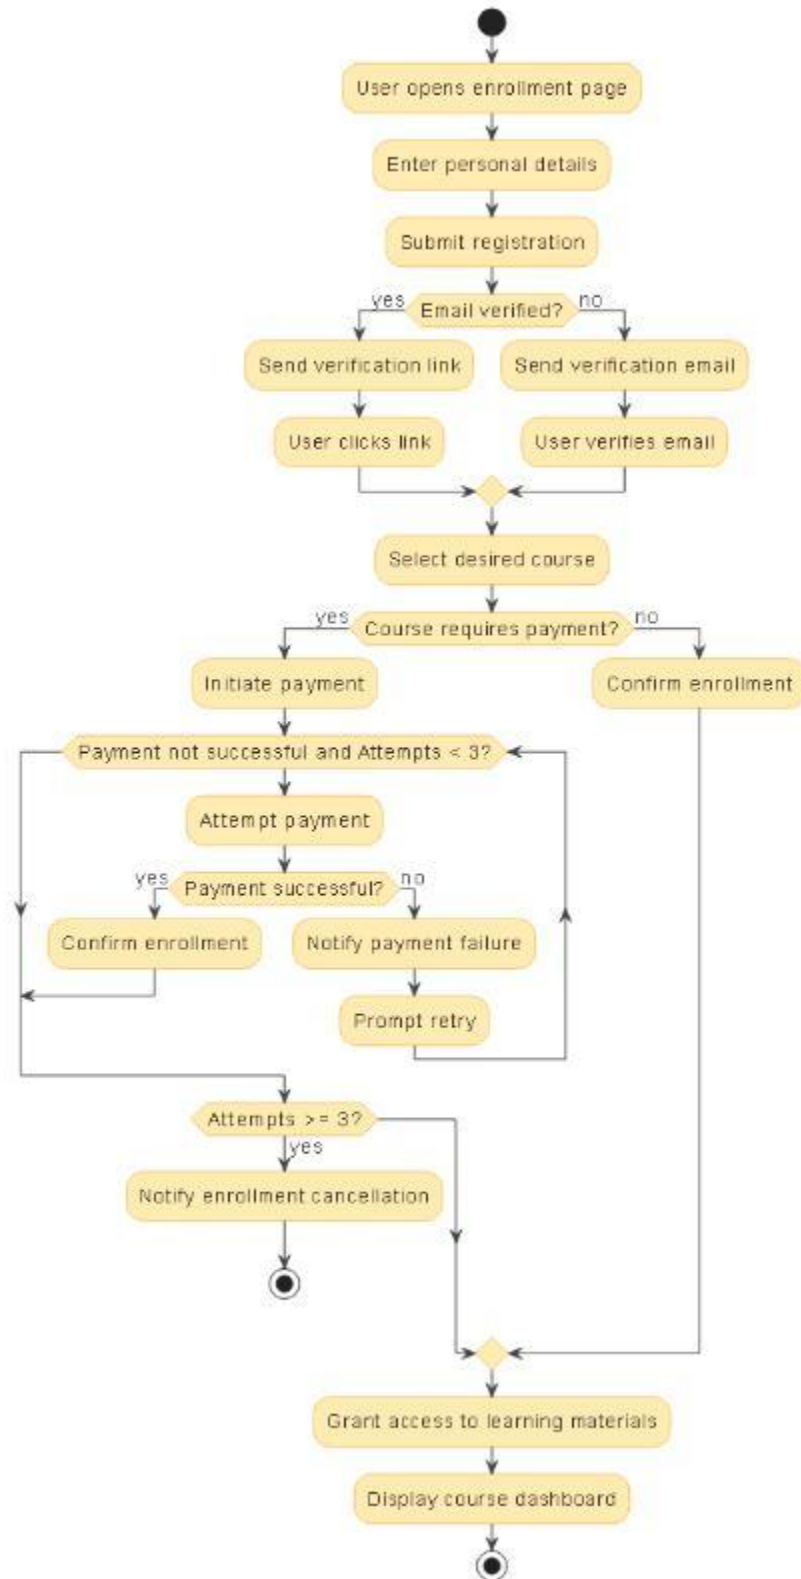 User opens enrollment page
Enter personal details
Submit registration
yes
Email verified?
no
Send verification link
Send verification email
User clicks link
User verifies email
Select desired course
yes
Course requires payment?
no
Initiate payment
Confirm enrollment
Payment not successful and Attempts < 3?
Attempt payment
yes
Payment successful?
no
Confirm enrollment
Notify payment failure
Prompt retry
Attempts >= 3?
yes
Notify enrollment cancellation
Grant access to learning materials
Display course dashboard